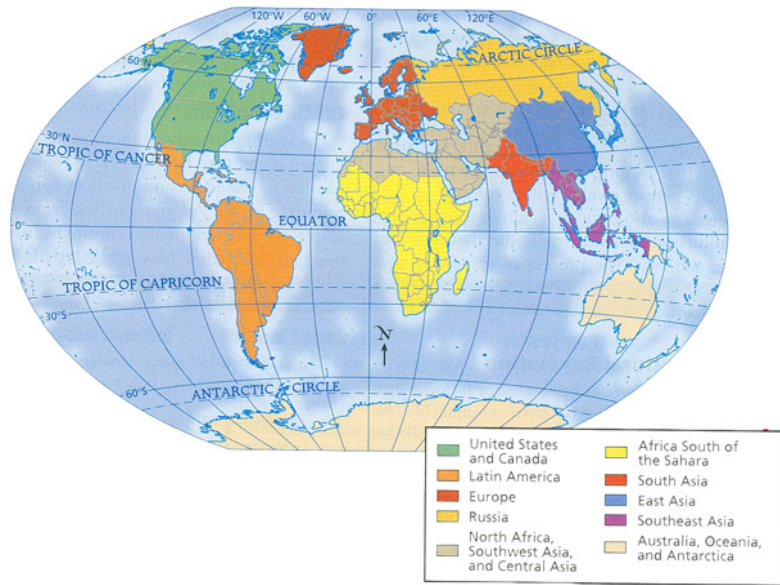 120°W 60°W 0° 60°E 120°E
60°N
ARCTIC CIRCLE
30°N
TROPIC OF CANCER
0°
EQUATOR
TROPIC OF CAPRICORN
30°S
N
60°S
ANTARCTIC CIRCLE
United States
and Canada
Latin America
Europe
Russia
North Africa,
Southwest Asia,
and Central Asia
Africa South of
the Sahara
South Asia
East Asia
Southeast Asia
Australia, Oceania,
and Antarctica